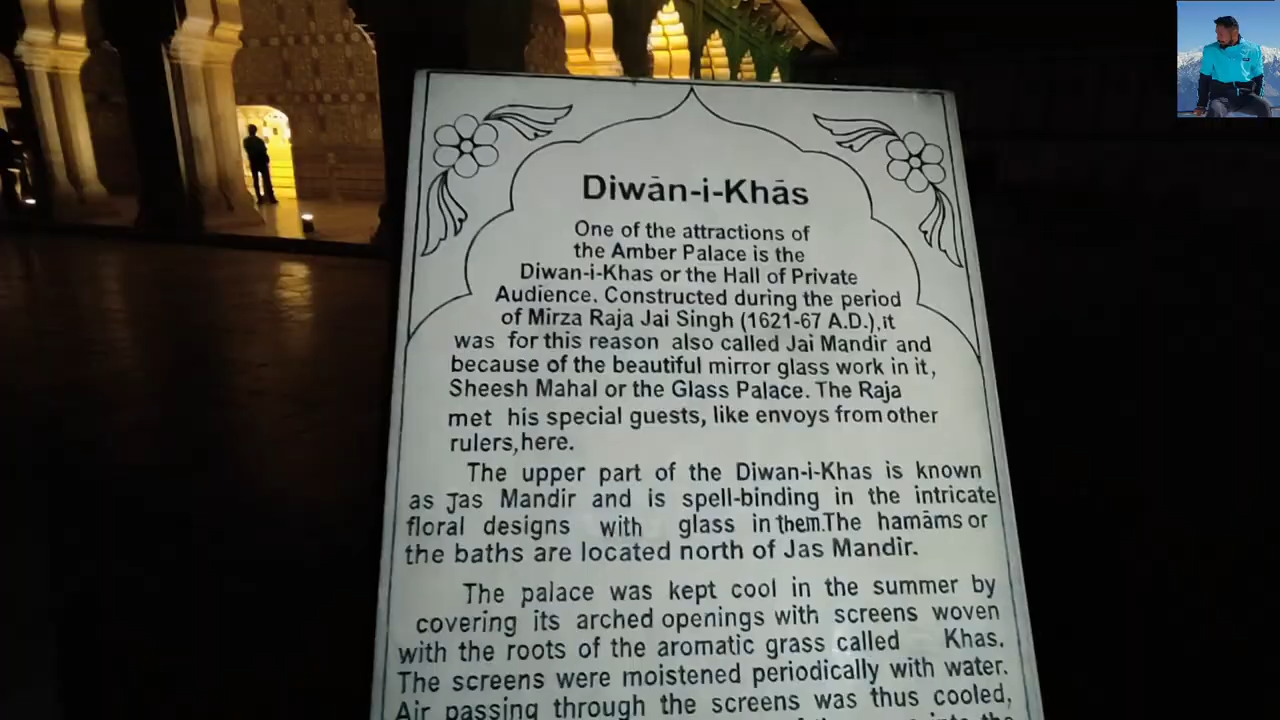 Diwān-i-Khās
One of the attractions of
the Amber Palace is the
Diwan-i-Khas or the Hall of Private
Audience. Constructed during the period
of Mirza Raja Jai Singh (1621-67 A.D.),it
was for this reason also called Jai Mandir and
because of the beautiful mirror glass work in it,
Sheesh Mahal or the Glass Palace. The Raja
met his special guests, like envoys from other
rulers,here.
The upper part of the Diwan-i-Khas is known
as Jas Mandir and is spell-binding in the intricate
floral designs with glass in them.The hamāms or
the baths are located north of Jas Mandir.
The palace was kept cool in the summer by
covering its arched openings with screens woven
with the roots of the aromatic grass called Khas.
The screens were moistened periodically with water.
Air passing through the screens was thus cooled,